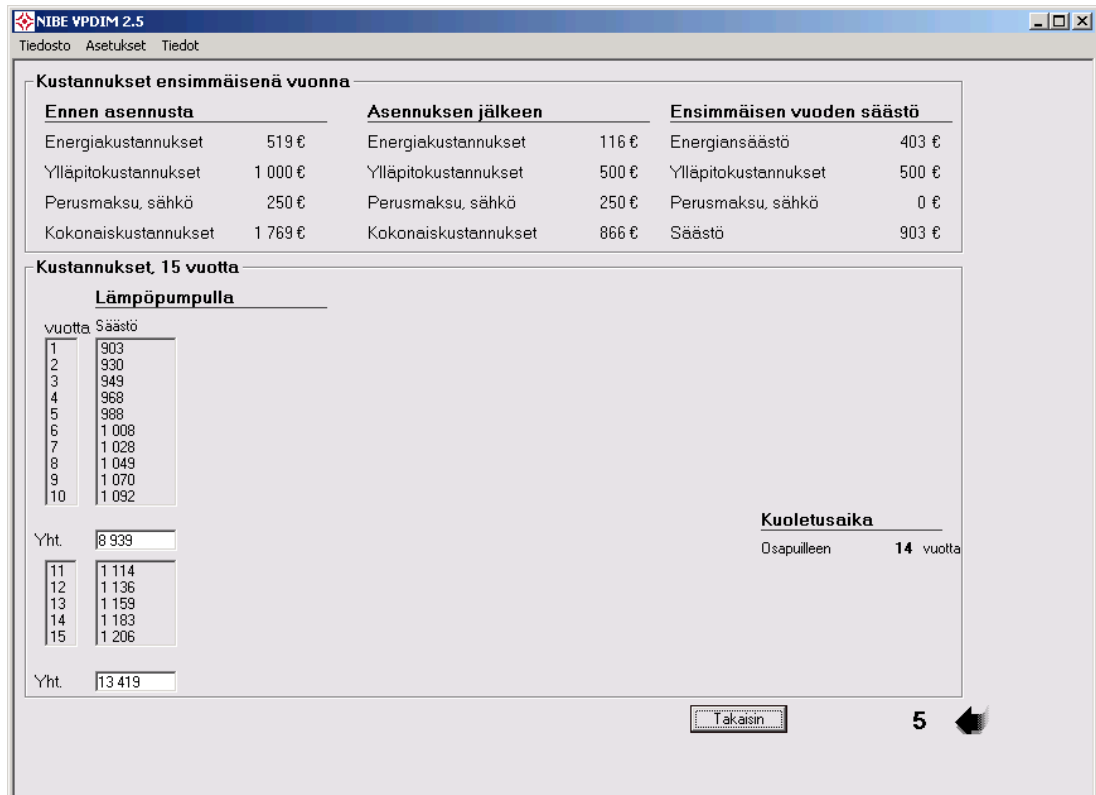 NIBE VPDIM 2.5
Tiedosto Asetukset Tiedot
Kustannukset ensimmäisenä vuonna
Ennen asennusta Asennuksen jälkeen Ensimmäisen vuoden säästö
Energiakustannukset 519 € Energiakustannukset 116 € Energiansäästö 403 €
Ylläpitokustannukset 1 000 € Ylläpitokustannukset 500 € Ylläpitokustannukset 500 €
Perusmaksu, sähkö 250 € Perusmaksu, sähkö 250 € Perusmaksu, sähkö 0 €
Kokonaiskustannukset 1 769 € Kokonaiskustannukset 866 € Säästö 903 €
Kustannukset, 15 vuotta
Lämpöpumpulla
vuotta Säästö
1 903
2 930
3 949
4 968
5 988
6 1 008
7 1 028
8 1 049
9 1 070
10 1 092
Kuoletusaika
Yht. 8 939
Osapuilleen 14 vuotta
11 1 114
12 1 136
13 1 159
14 1 183
15 1 206
Yht. 13 419
Takaisin 5